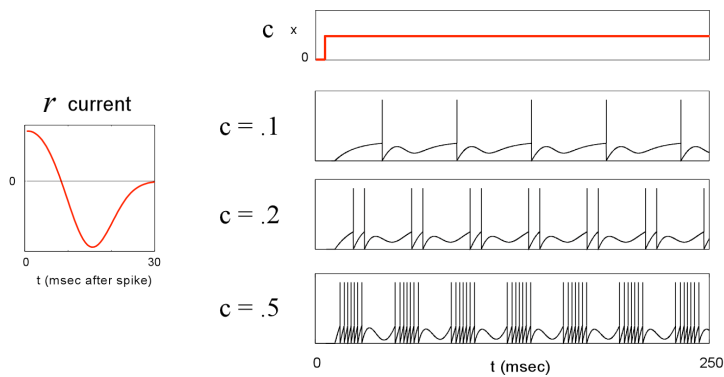 c x
0
r current
0
0 30
t (msec after spike)
c = .1
c = .2
c = .5
0 250
t (msec)